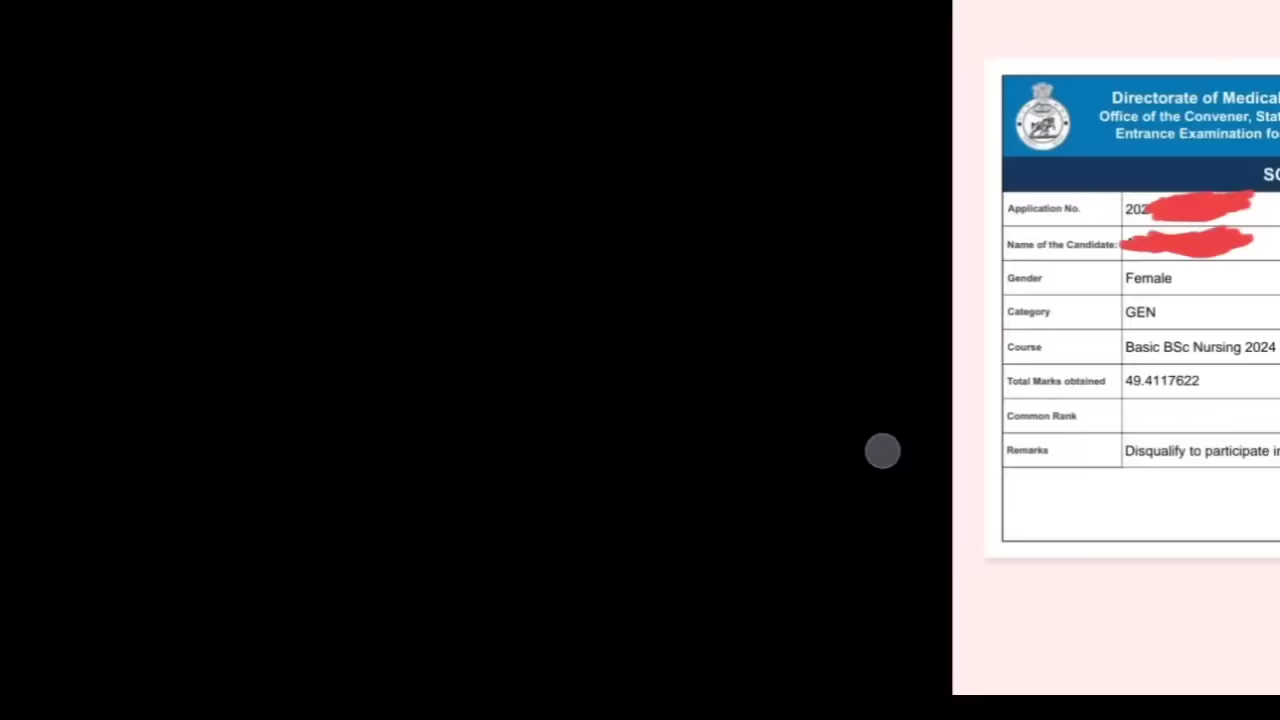 Directorate of Medical
Office of the Convener, Stat
Entrance Examination fo
SC
Application No. 202
Name of the Candidate:
Gender Female
Category GEN
Course Basic BSc Nursing 2024
Total Marks obtained 49.4117622
Common Rank
Remarks Disqualify to participate in